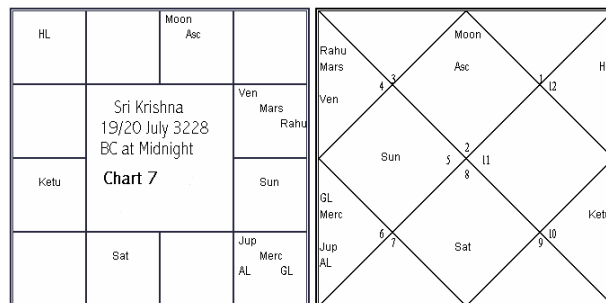 HL
Moon
Asc
Sri Krishna
19/20 July 3228
BC at Midnight
Chart 7
Ven
Mars
Rahu
Ketu
Sun
Sat
Jup
Merc
AL GL
Moon
Asc
Rahu
Mars
Ven
3
4
1
12
H
Sun
2
5 11
8
GL
Merc
Jup
AL
6
7
Sat
10
9
Ketu